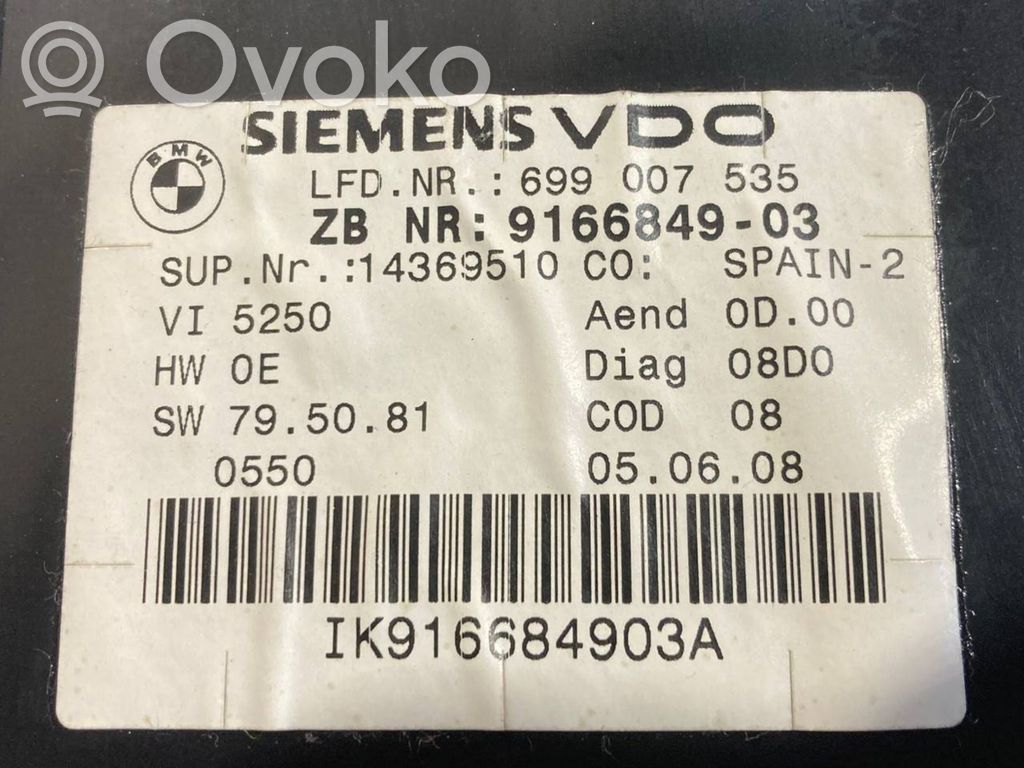 Ovoko
SIEMENS VDO
BMW
LFD.NR.: 699 007 535
ZB NR: 9166849-03
SUP.Nr.:14369510 CO: SPAIN-2
VI 5250 Aend 0D.00
HW 0E Diag 08D0
SW 79.50.81 COD 08
0550 05.06.08
IK916684903A